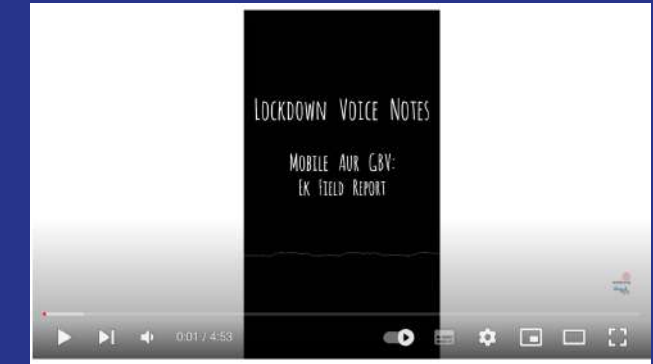 LOCKDOWN VOICE NOTES
MOBILE AUR GBV:
EK FIELD REPORT
0:01 / 4:53